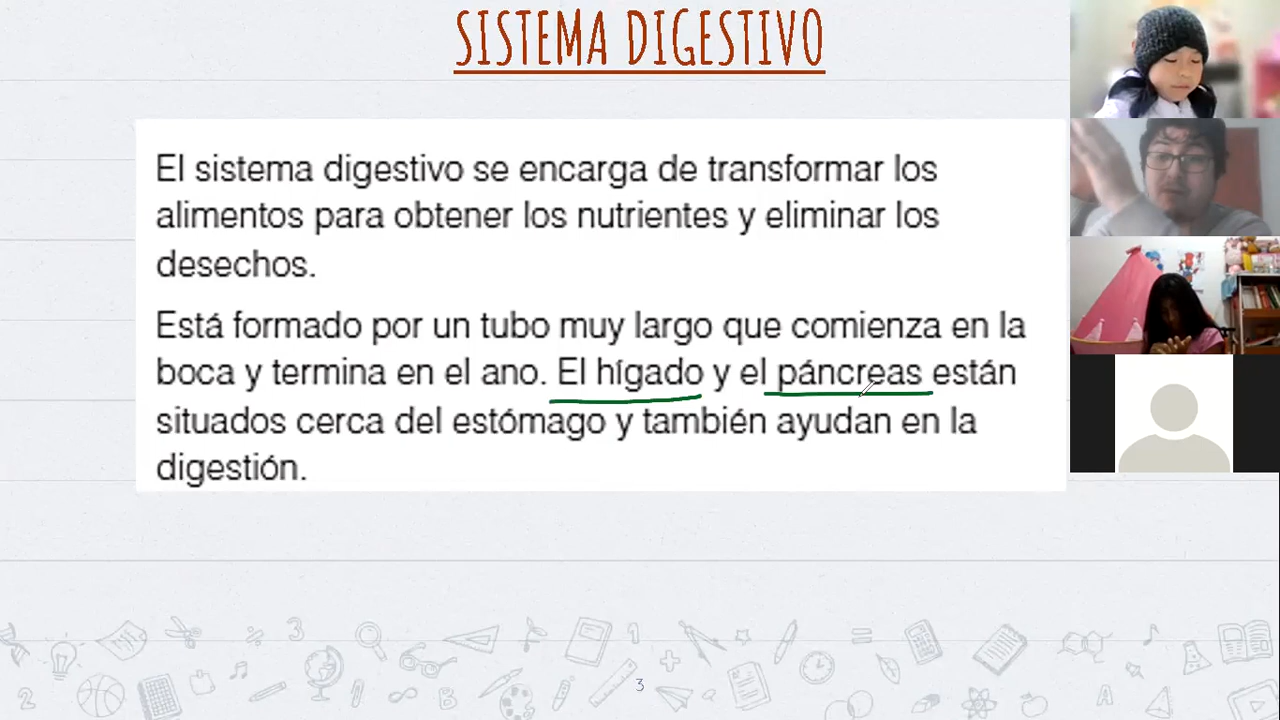 SISTEMA DIGESTIVO
El sistema digestivo se encarga de transformar los
alimentos para obtener los nutrientes y eliminar los
desechos.
Está formado por un tubo muy largo que comienza en la
boca y termina en el ano. El hígado y el páncreas están
situados cerca del estómago y también ayudan en la
digestión.
3